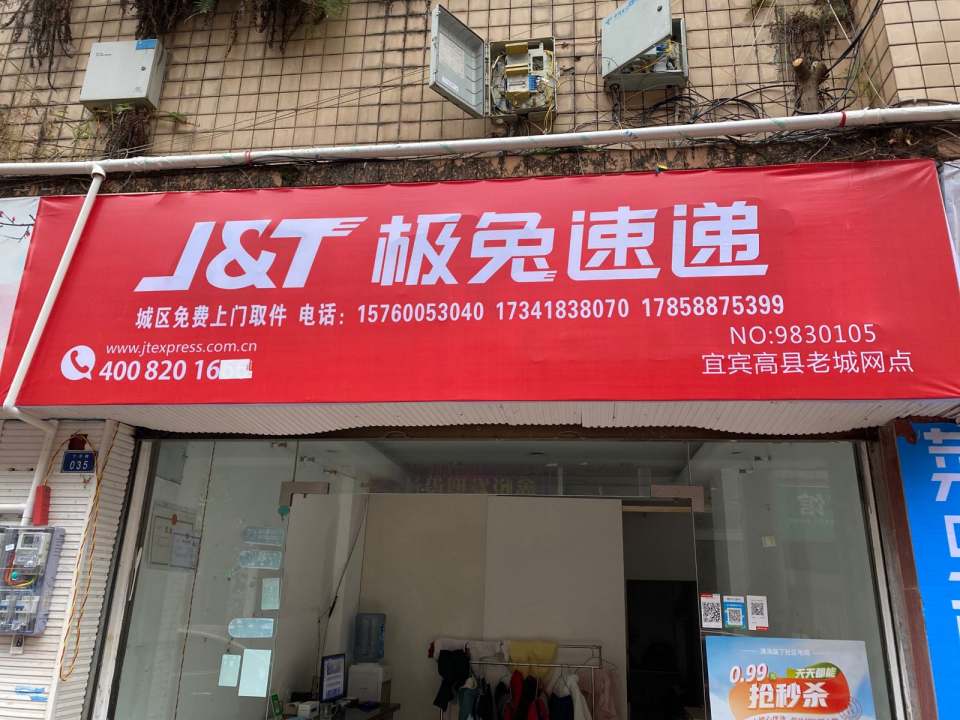 J&T 极兔速递
城区免费上门取件 电话：15760053040 17341838070 17858875399
www.jtexpress.com.cn
400 820 16
NO:9830105
宜宾高县老城网点
035
0.99
天天都能
抢秒杀